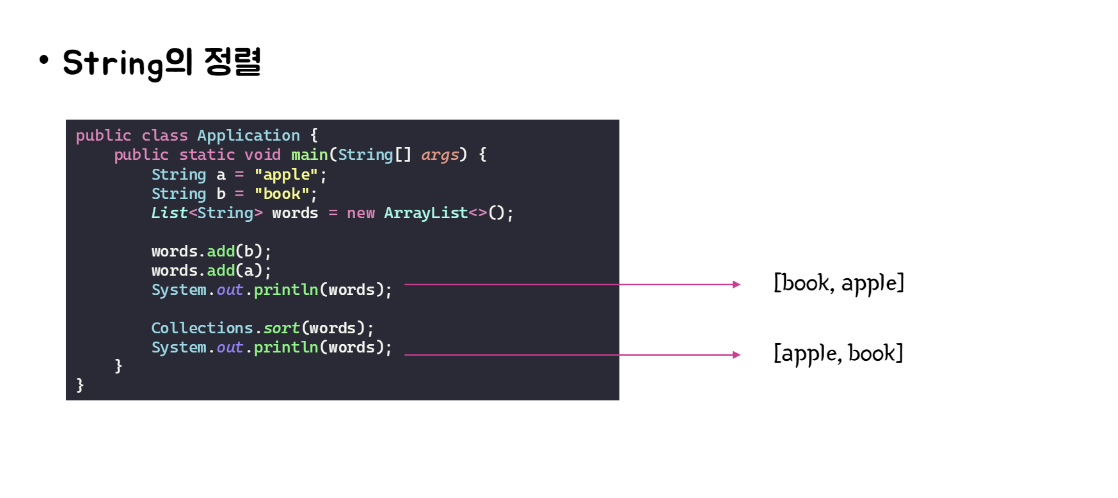 • String의 정렬
public class Application {
    public static void main(String[] args) {
        String a = "apple";
        String b = "book";
        List<String> words = new ArrayList<>();

        words.add(b);
        words.add(a);
        System.out.println(words);
[book, apple]

        Collections.sort(words);
        System.out.println(words);
[apple, book]
    }
}